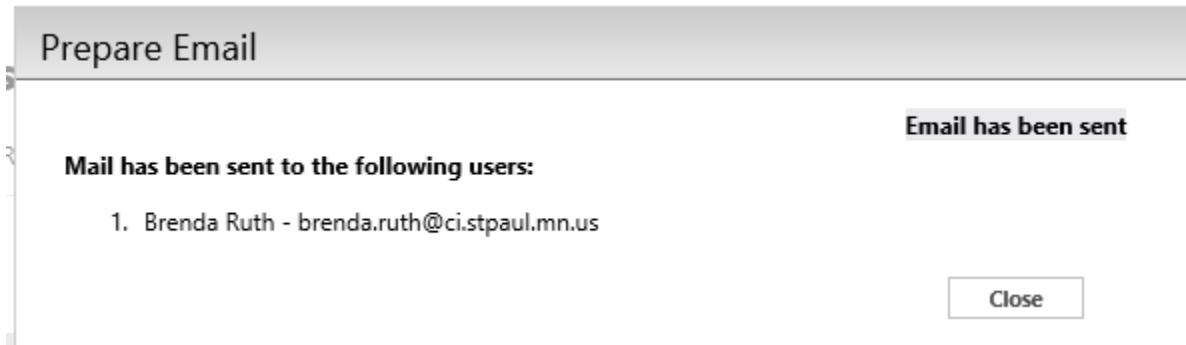 Prepare Email
Email has been sent
Mail has been sent to the following users:
1. Brenda Ruth - brenda.ruth@ci.stpaul.mn.us
Close